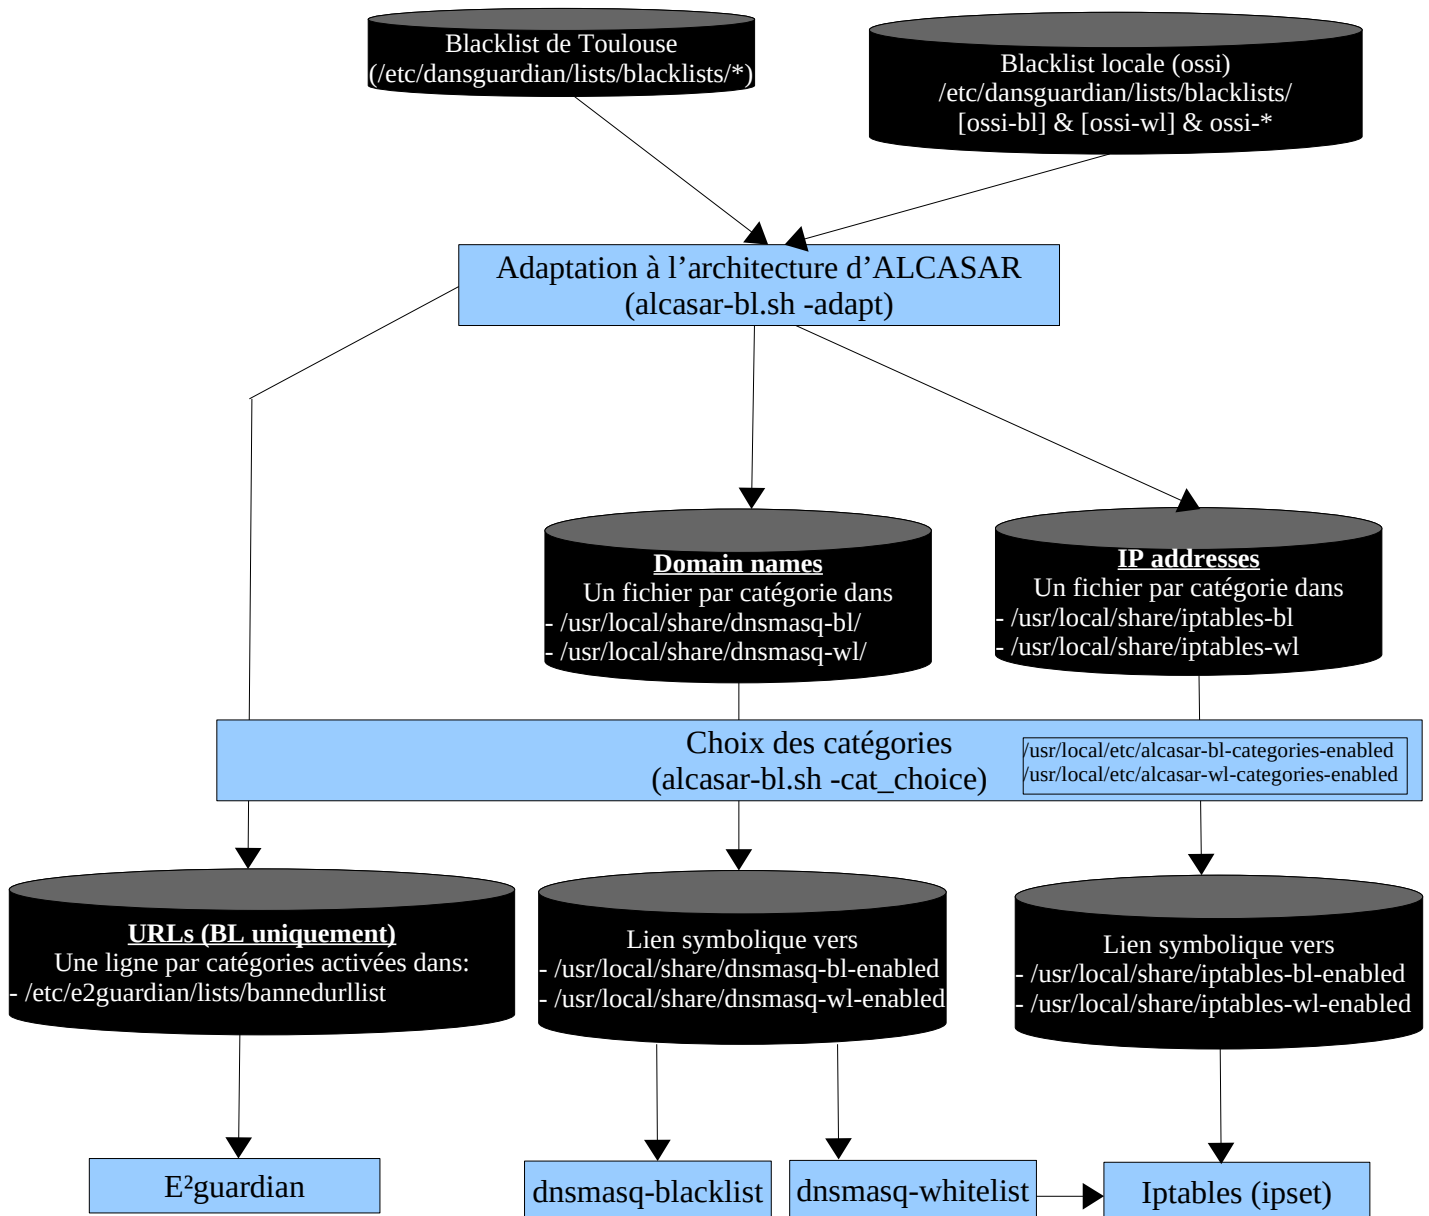 Blacklist de Toulouse
(/etc/dansguardian/lists/blacklists/*)
Blacklist locale (ossi)
/etc/dansguardian/lists/blacklists/
[ossi-bl] & [ossi-wl] & ossi-*
Adaptation à l’architecture d’ALCASAR
(alcasar-bl.sh -adapt)
Domain names
Un fichier par catégorie dans
- /usr/local/share/dnsmasq-bl/
- /usr/local/share/dnsmasq-wl/
IP addresses
Un fichier par catégorie dans
- /usr/local/share/iptables-bl
- /usr/local/share/iptables-wl
Choix des catégories
(alcasar-bl.sh -cat_choice)
/usr/local/etc/alcasar-bl-categories-enabled
/usr/local/etc/alcasar-wl-categories-enabled
URLs (BL uniquement)
Une ligne par catégories activées dans:
- /etc/e2guardian/lists/bannedurllist
Lien symbolique vers
- /usr/local/share/dnsmasq-bl-enabled
- /usr/local/share/dnsmasq-wl-enabled
Lien symbolique vers
- /usr/local/share/iptables-bl-enabled
- /usr/local/share/iptables-wl-enabled
E²guardian
dnsmasq-blacklist
dnsmasq-whitelist
Iptables (ipset)